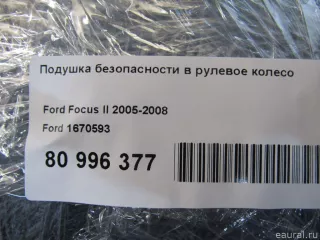 Подушка безопасности в рулевое колесо
Ford Focus II 2005-2008
Ford 1670593
80 996 377
eaural.ru